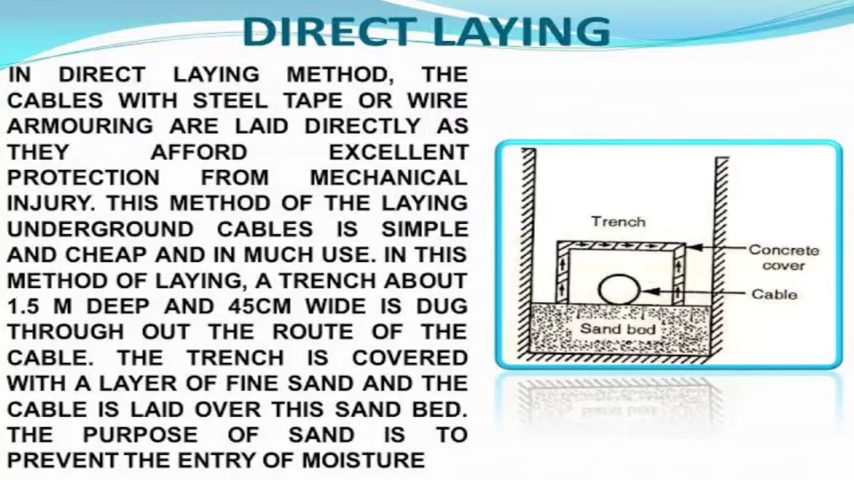 DIRECT LAYING
IN DIRECT LAYING METHOD, THE
CABLES WITH STEEL TAPE OR WIRE
ARMOURING ARE LAID DIRECTLY AS
THEY AFFORD EXCELLENT
PROTECTION FROM MECHANICAL
INJURY. THIS METHOD OF THE LAYING
UNDERGROUND CABLES IS SIMPLE
AND CHEAP AND IN MUCH USE. IN THIS
METHOD OF LAYING, A TRENCH ABOUT
1.5 M DEEP AND 45CM WIDE IS DUG
THROUGH OUT THE ROUTE OF THE
CABLE. THE TRENCH IS COVERED
WITH A LAYER OF FINE SAND AND THE
CABLE IS LAID OVER THIS SAND BED.
THE PURPOSE OF SAND IS TO
PREVENT THE ENTRY OF MOISTURE
Trench
Concrete
cover
Cable
Sand bed